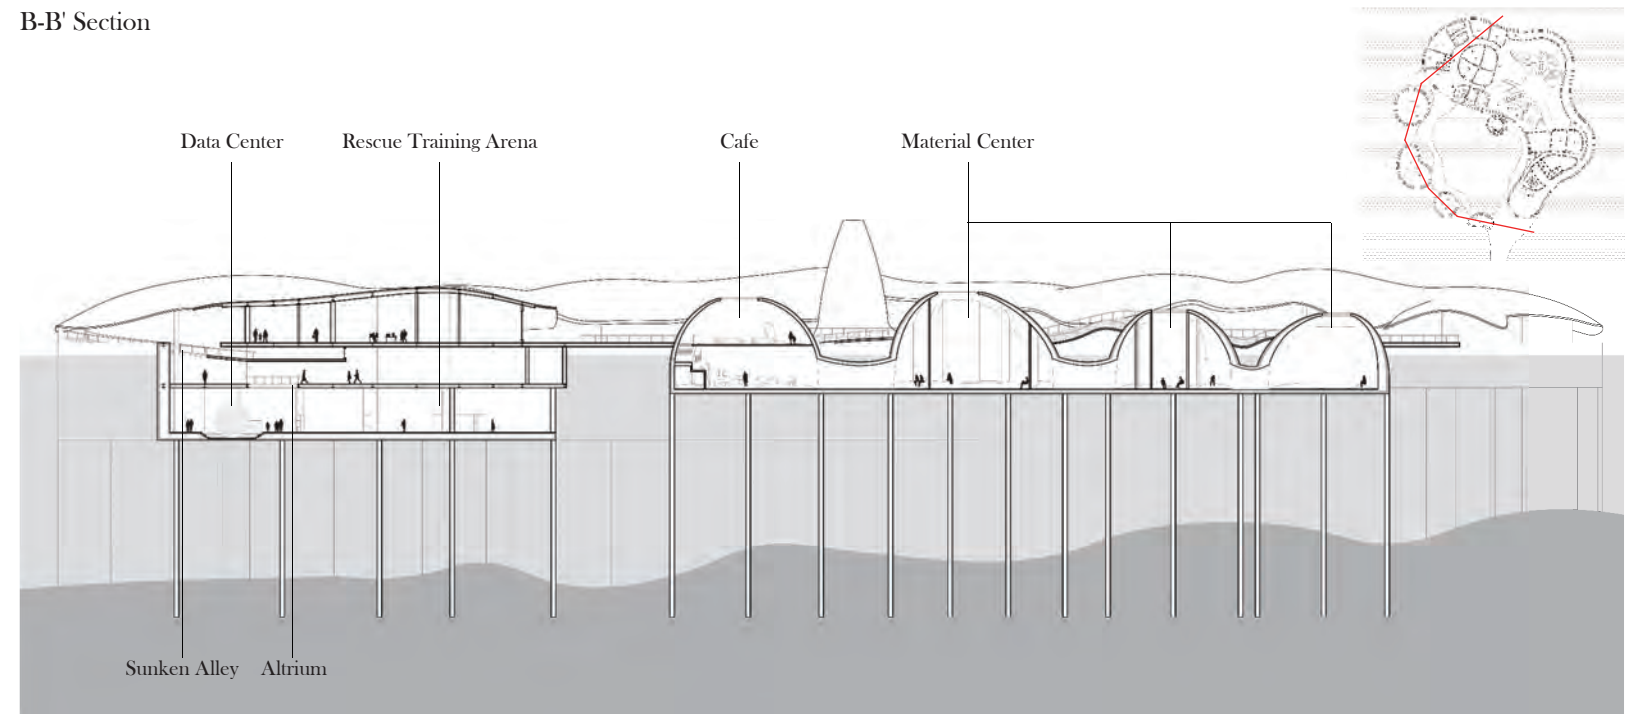 B-B' Section
Data Center
Rescue Training Arena
Cafe
Material Center
Sunken Alley
Altrium